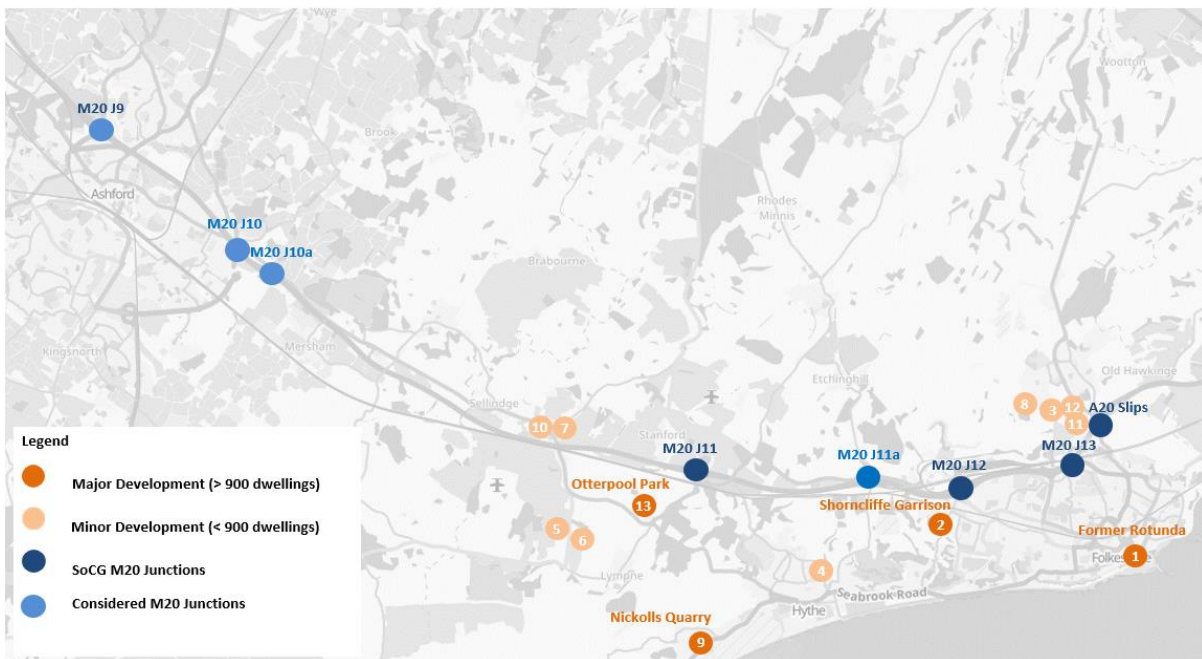 Wye
Wootton
M20 J9
Brook
Ashford
Rhodes
Minnis
M20 J10
M20 J10a
Brabourne
Kingsnorth
Mersham
Etchinghill
Old Hawkinge
Sellindge
8
3
12
A20 Slips
11
10
7
Stanford
M20 J11
M20 J11a
M20 J13
M20 J12
Otterpool Park
13
Shorncliffe Garrison
2
5
6
Former Rotunda
1
Lympne
4
Hythe
Seabrook Road
Nickolls Quarry
9
Legend
Major Development (> 900 dwellings)
Minor Development (< 900 dwellings)
SoCG M20 Junctions
Considered M20 Junctions